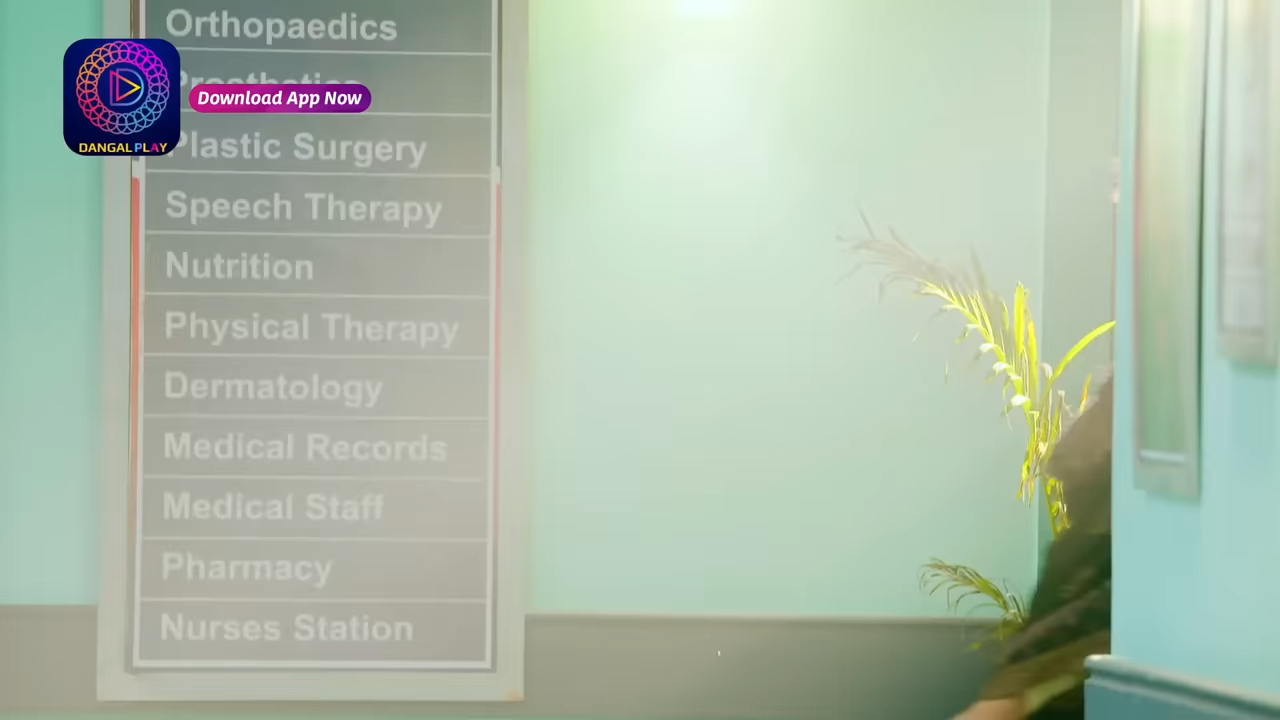 Orthopaedics
Prosthetics
Download App Now
DANGAL PLAY
Plastic Surgery
Speech Therapy
Nutrition
Physical Therapy
Dermatology
Medical Records
Medical Staff
Pharmacy
Nurses Station